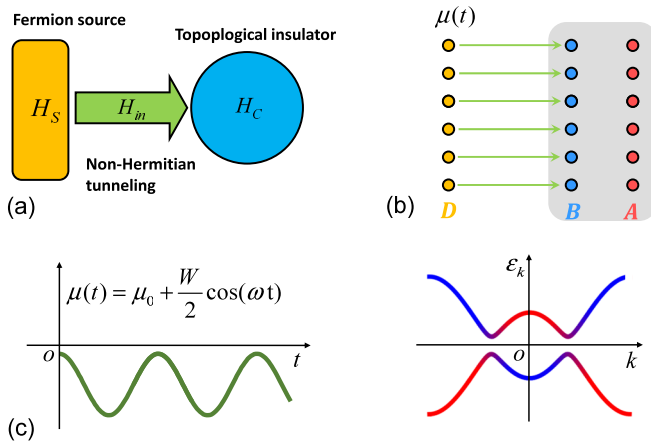 Fermion source
Topoplogical insulator
H_S
H_in
H_C
Non-Hermitian
tunneling
(a)
μ(t)
D
B
A
(b)
μ(t) = μ_0 + W/2 cos(ωt)
o
t
(c)
ε_k
o
k